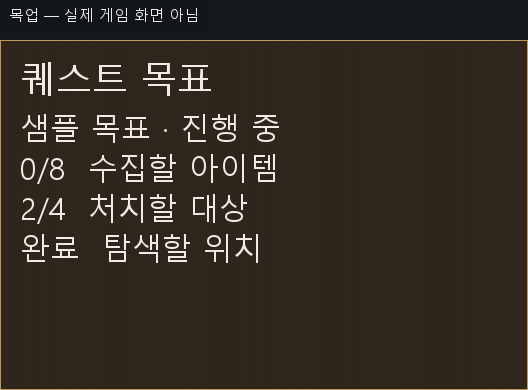 목업 — 실제 게임 화면 아님
퀘스트 목표
샘플 목표 · 진행 중
0/8 수집할 아이템
2/4 처치할 대상
완료 탐색할 위치